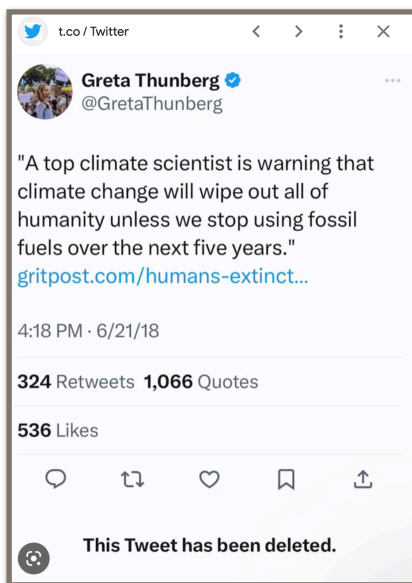 t.co / Twitter
Greta Thunberg
@GretaThunberg
"A top climate scientist is warning that
climate change will wipe out all of
humanity unless we stop using fossil
fuels over the next five years."
gritpost.com/humans-extinct...
4:18 PM · 6/21/18
324 Retweets 1,066 Quotes
536 Likes
This Tweet has been deleted.